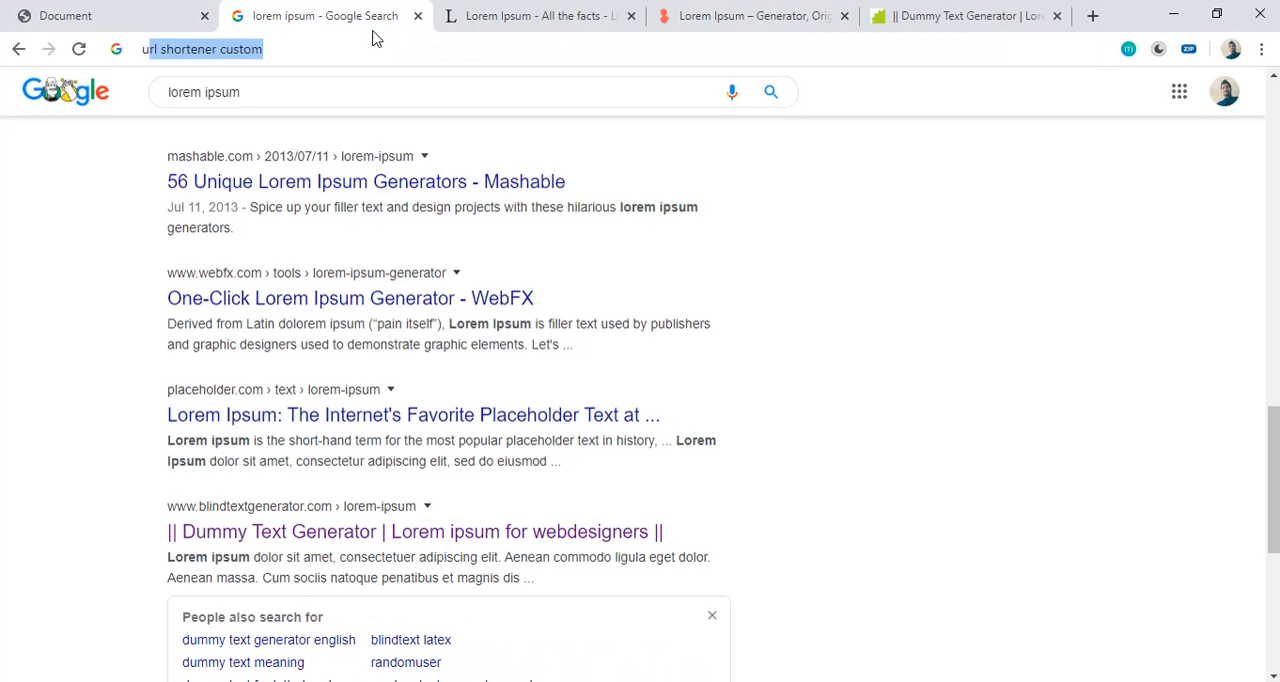 Document
lorem ipsum - Google Search
Lorem Ipsum - All the facts - L
Lorem Ipsum – Generator, Orig
|| Dummy Text Generator | Lore
url shortener custom
m
ZIP
Google
lorem ipsum
mashable.com › 2013/07/11 › lorem-ipsum
56 Unique Lorem Ipsum Generators - Mashable
Jul 11, 2013 - Spice up your filler text and design projects with these hilarious lorem ipsum
generators.
www.webfx.com › tools › lorem-ipsum-generator
One-Click Lorem Ipsum Generator - WebFX
Derived from Latin dolorem ipsum (“pain itself”), Lorem Ipsum is filler text used by publishers
and graphic designers used to demonstrate graphic elements. Let's ...
placeholder.com › text › lorem-ipsum
Lorem Ipsum: The Internet's Favorite Placeholder Text at ...
Lorem ipsum is the short-hand term for the most popular placeholder text in history, ... Lorem
Ipsum dolor sit amet, consectetur adipiscing elit, sed do eiusmod ...
www.blindtextgenerator.com › lorem-ipsum
|| Dummy Text Generator | Lorem ipsum for webdesigners ||
Lorem ipsum dolor sit amet, consectetuer adipiscing elit. Aenean commodo ligula eget dolor.
Aenean massa. Cum sociis natoque penatibus et magnis dis ...
People also search for
dummy text generator english blindtext latex
dummy text meaning randomuser